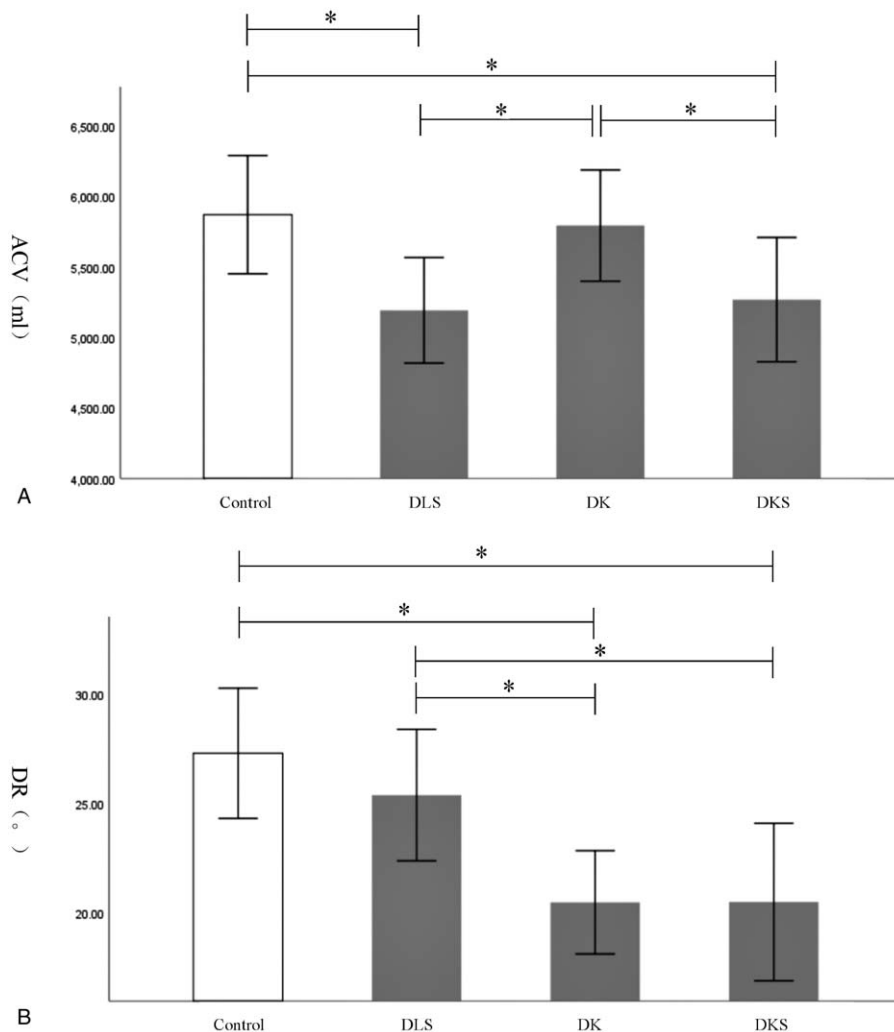 *
*
* *
6,500.00
6,000.00
5,500.00
5,000.00
4,500.00
4,000.00
ACV（ml）
A
Control DLS DK DKS
*
*
*
*
30.00
25.00
20.00
DR（。）
B
Control DLS DK DKS